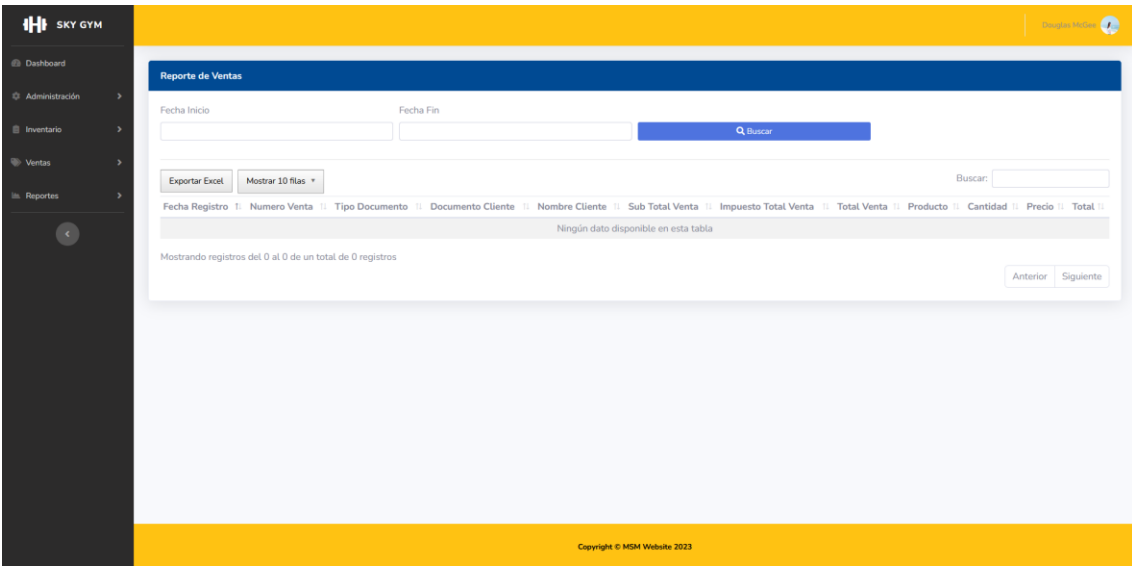 SKY GYM
Douglas McGee
Dashboard
Administración
Inventario
Ventas
Reportes
Reporte de Ventas
Fecha Inicio Fecha Fin
Buscar
Exportar Excel Mostrar 10 filas Buscar:
Fecha Registro Numero Venta Tipo Documento Documento Cliente Nombre Cliente Sub Total Venta Impuesto Total Venta Total Venta Producto Cantidad Precio Total
Ningún dato disponible en esta tabla
Mostrando registros del 0 al 0 de un total de 0 registros
Anterior Siguiente
Copyright © MSM Website 2023